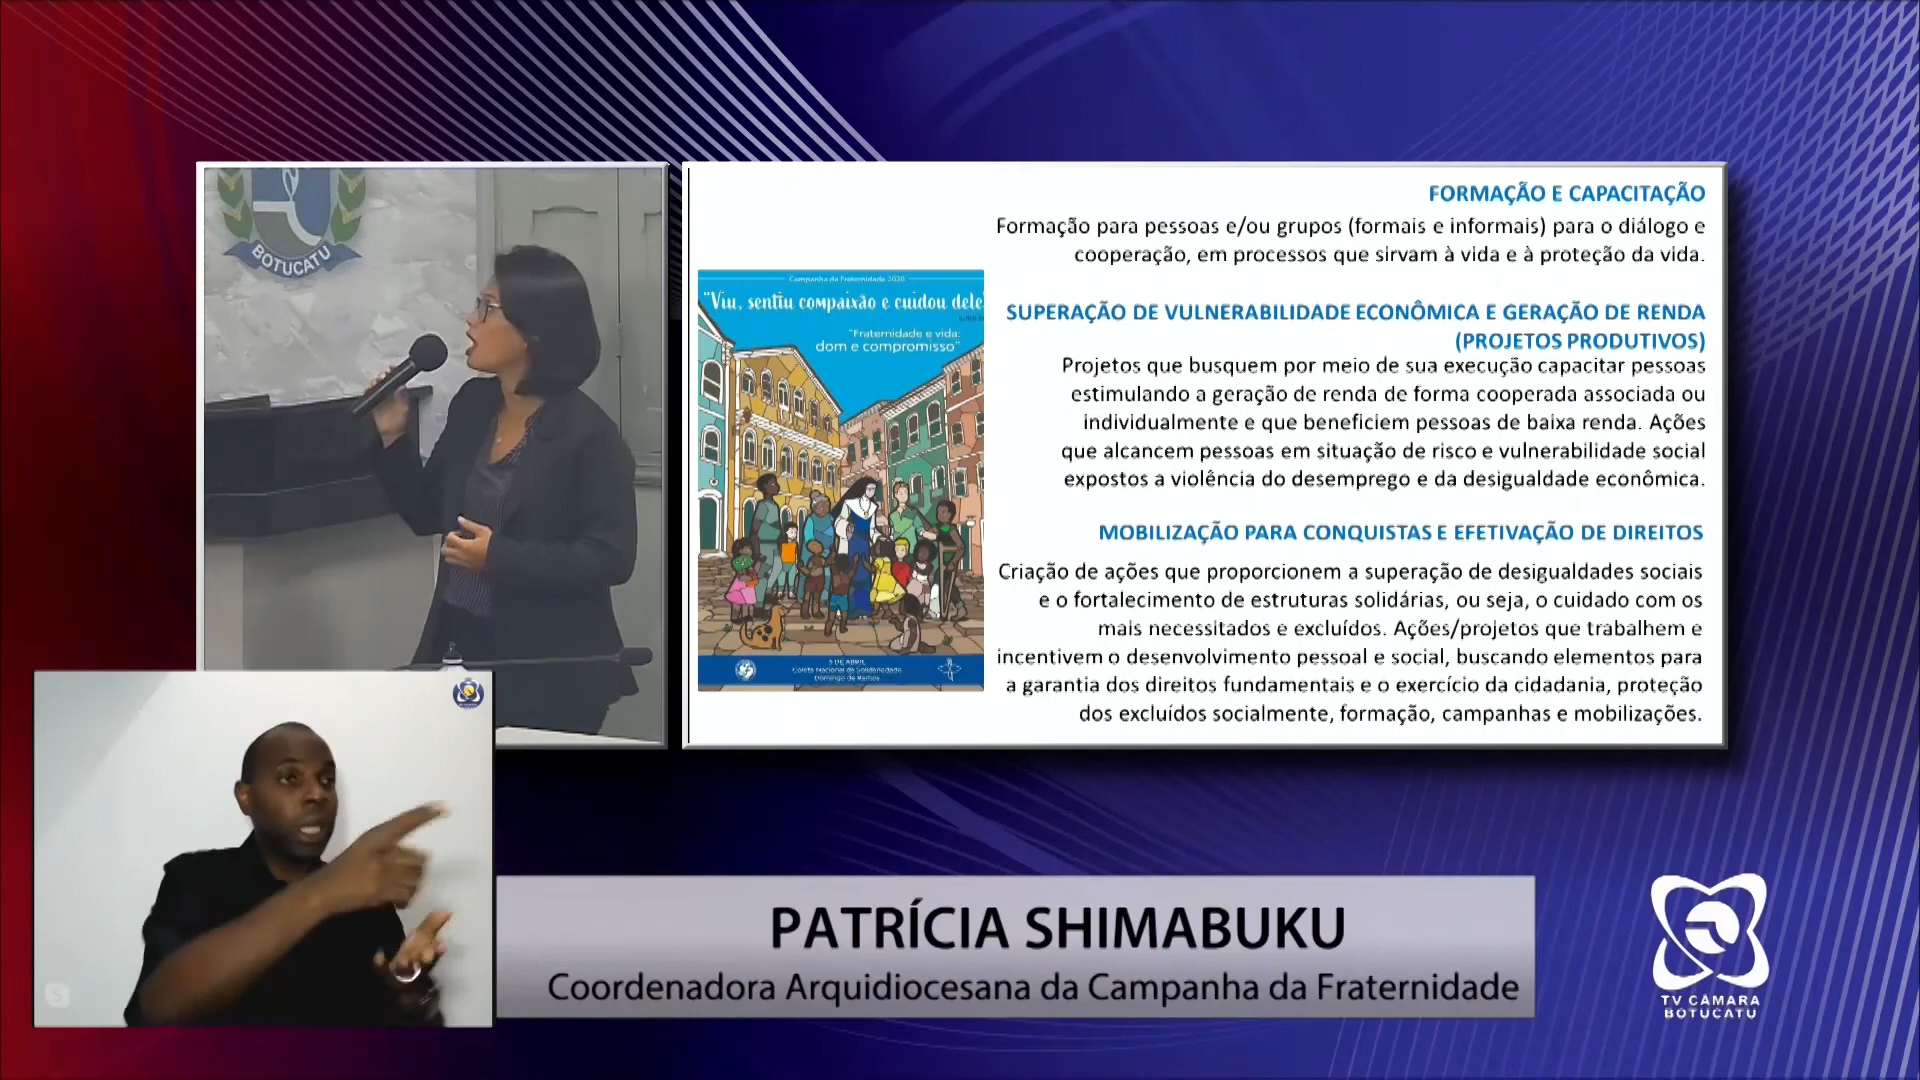 BOTUCATU
FORMAÇÃO E CAPACITAÇÃO
Formação para pessoas e/ou grupos (formais e informais) para o diálogo e
cooperação, em processos que sirvam à vida e à proteção da vida.
SUPERAÇÃO DE VULNERABILIDADE ECONÔMICA E GERAÇÃO DE RENDA
(PROJETOS PRODUTIVOS)
Projetos que busquem por meio de sua execução capacitar pessoas
estimulando a geração de renda de forma cooperada associada ou
individualmente e que beneficiem pessoas de baixa renda. Ações
que alcancem pessoas em situação de risco e vulnerabilidade social
expostos a violência do desemprego e da desigualdade econômica.
MOBILIZAÇÃO PARA CONQUISTAS E EFETIVAÇÃO DE DIREITOS
Criação de ações que proporcionem a superação de desigualdades sociais
e o fortalecimento de estruturas solidárias, ou seja, o cuidado com os
mais necessitados e excluídos. Ações/projetos que trabalhem e
incentivem o desenvolvimento pessoal e social, buscando elementos para
a garantia dos direitos fundamentais e o exercício da cidadania, proteção
dos excluídos socialmente, formação, campanhas e mobilizações.
Campanha da Fraternidade 2020
"Viu, sentiu compaixão e cuidou dele"
"Fraternidade e vida:
dom e compromisso"
5 DE ABRIL
Coleta Nacional da Solidariedade
Domingo de Ramos
PATRÍCIA SHIMABUKU
Coordenadora Arquidiocesana da Campanha da Fraternidade
TV CAMARA
BOTUCATU